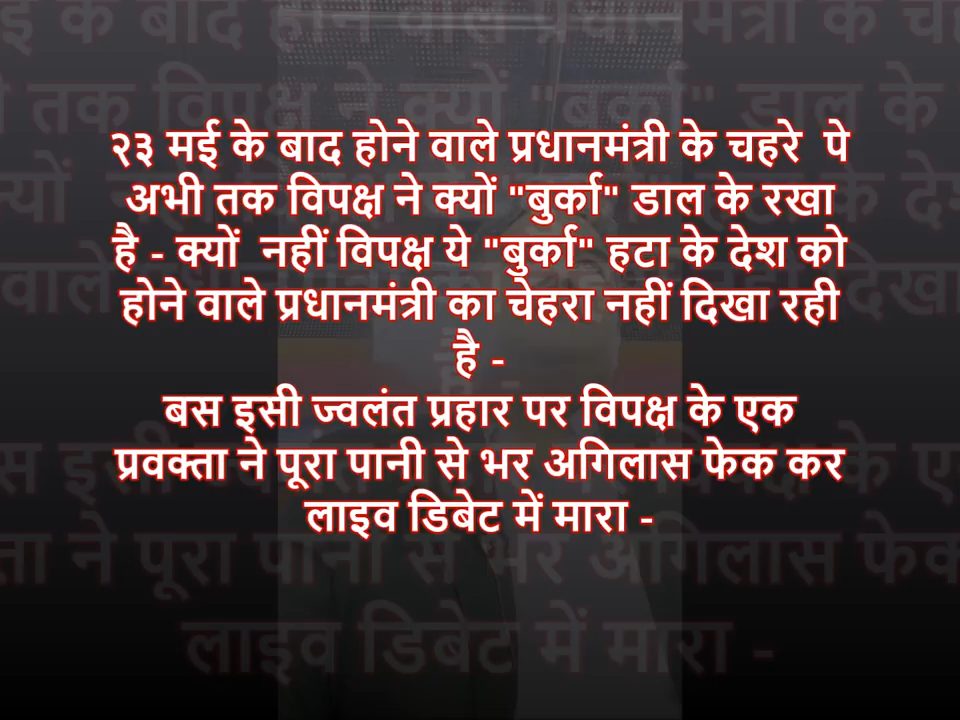 २३ मई के बाद होने वाले प्रधानमंत्री के चहरे पे
अभी तक विपक्ष ने क्यों "बुर्का" डाल के रखा
है - क्यों नहीं विपक्ष ये "बुर्का" हटा के देश को
होने वाले प्रधानमंत्री का चेहरा नहीं दिखा रही
है -
बस इसी ज्वलंत प्रहार पर विपक्ष के एक
प्रवक्ता ने पूरा पानी से भर अगिलास फेक कर
लाइव डिबेट में मारा -